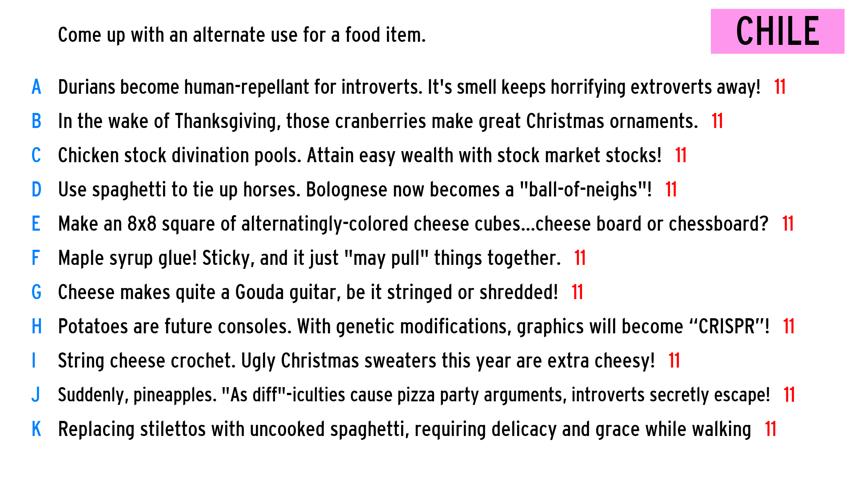 Come up with an alternate use for a food item.
CHILE
A Durians become human-repellant for introverts. It's smell keeps horrifying extroverts away! 11
B In the wake of Thanksgiving, those cranberries make great Christmas ornaments. 11
C Chicken stock divination pools. Attain easy wealth with stock market stocks! 11
D Use spaghetti to tie up horses. Bolognese now becomes a "ball-of-neighs"! 11
E Make an 8x8 square of alternatingly-colored cheese cubes...cheese board or chessboard? 11
F Maple syrup glue! Sticky, and it just "may pull" things together. 11
G Cheese makes quite a Gouda guitar, be it stringed or shredded! 11
H Potatoes are future consoles. With genetic modifications, graphics will become “CRISPR”! 11
I String cheese crochet. Ugly Christmas sweaters this year are extra cheesy! 11
J Suddenly, pineapples. "As diff"-iculties cause pizza party arguments, introverts secretly escape! 11
K Replacing stilettos with uncooked spaghetti, requiring delicacy and grace while walking 11